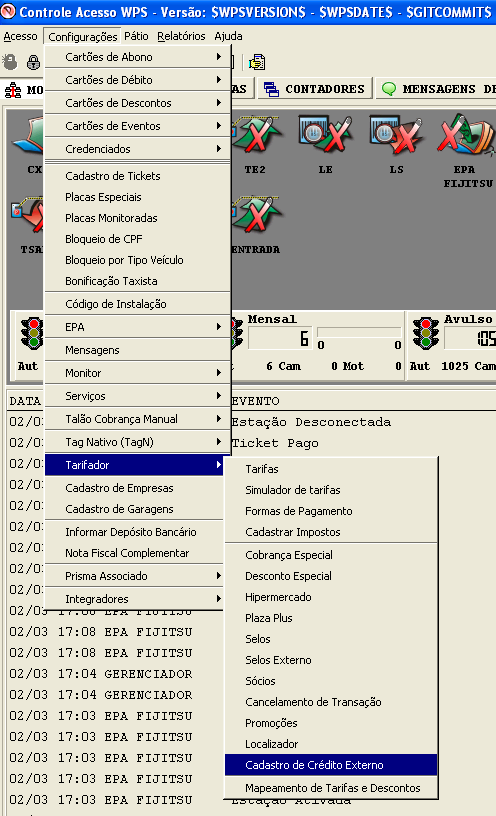 Controle Acesso WPS - Versão: $WPSVERSION$ - $WPSDATE$ - $GITCOMMIT$
Acesso Configurações Pátio Relatórios Ajuda
Cartões de Abono
Cartões de Débito
Cartões de Descontos
Cartões de Eventos
Credenciados
Cadastro de Tickets
Placas Especiais
Placas Monitoradas
Bloqueio de CPF
Bloqueio por Tipo Veículo
Bonificação Taxista
Código de Instalação
EPA
Mensagens
Monitor
Serviços
Talão Cobrança Manual
Tag Nativo (TagN)
Tarifador
Cadastro de Empresas
Cadastro de Garagens
Informar Depósito Bancário
Nota Fiscal Complementar
Prisma Associado
Integradores
Tarifas
Simulador de tarifas
Formas de Pagamento
Cadastrar Impostos
Cobrança Especial
Desconto Especial
Hipermercado
Plaza Plus
Selos
Selos Externo
Sócios
Cancelamento de Transação
Promoções
Localizador
Cadastro de Crédito Externo
Mapeamento de Tarifas e Descontos
MO AS CONTADORES MENSAGENS DE
CX TE2 LE LS EPA
FIJITSU
TSA ENTRADA
Mensal Avulso
6 0 0 105
Aut 6 Cam 0 Mot 0 Aut 1025 Cam
DATA EVENTO
02/03 Estação Desconectada
02/03 Ticket Pago
02/03
02/03
02/03
02/03
02/03
02/03
02/03
02/03 17:08 EPA FIJITSU
02/03 17:08 EPA FIJITSU
02/03 17:08 EPA FIJITSU
02/03 17:04 GERENCIADOR
02/03 17:04 GERENCIADOR
02/03 17:03 EPA FIJITSU
02/03 17:03 EPA FIJITSU
02/03 17:03 EPA FIJITSU
02/03 17:03 EPA FIJITSU
02/03 17:03 EPA FIJITSU Estação Ativada